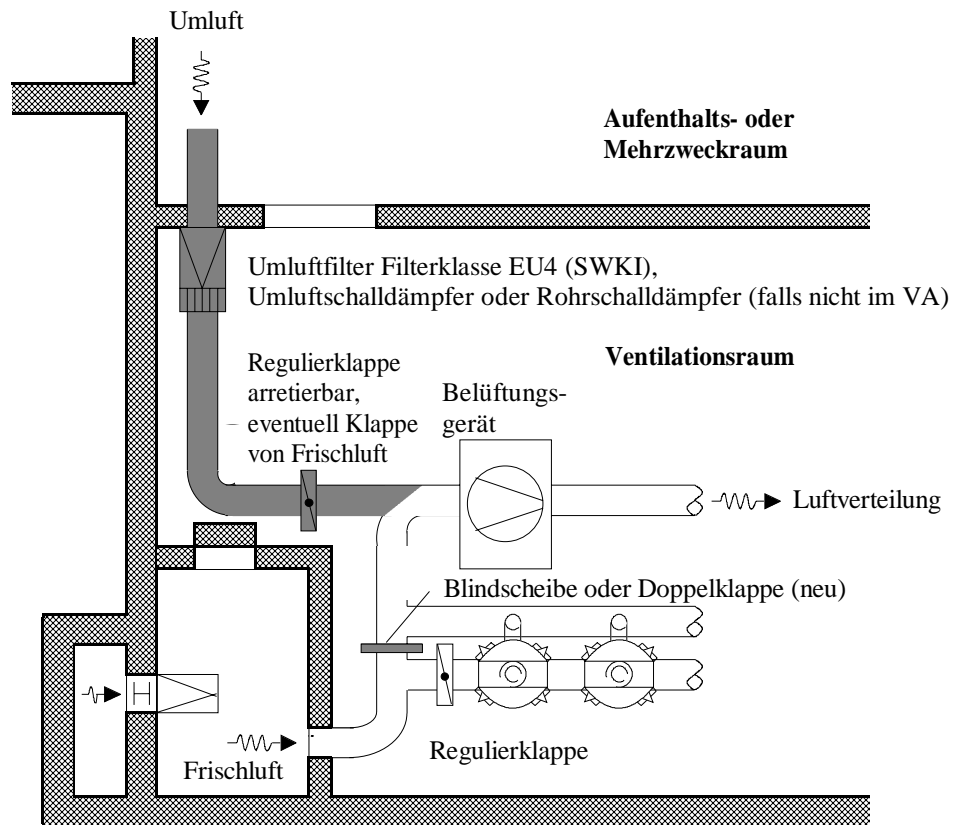 Umluft
Aufenthalts- oder
Mehrzweckraum
Umluftfilter Filterklasse EU4 (SWKI),
Umluftschalldämpfer oder Rohrschalldämpfer (falls nicht im VA)
Ventilationsraum
Regulierklappe
arretierbar,
eventuell Klappe
von Frischluft
Belüftungs-
gerät
Luftverteilung
Blindscheibe oder Doppelklappe (neu)
Frischluft
Regulierklappe